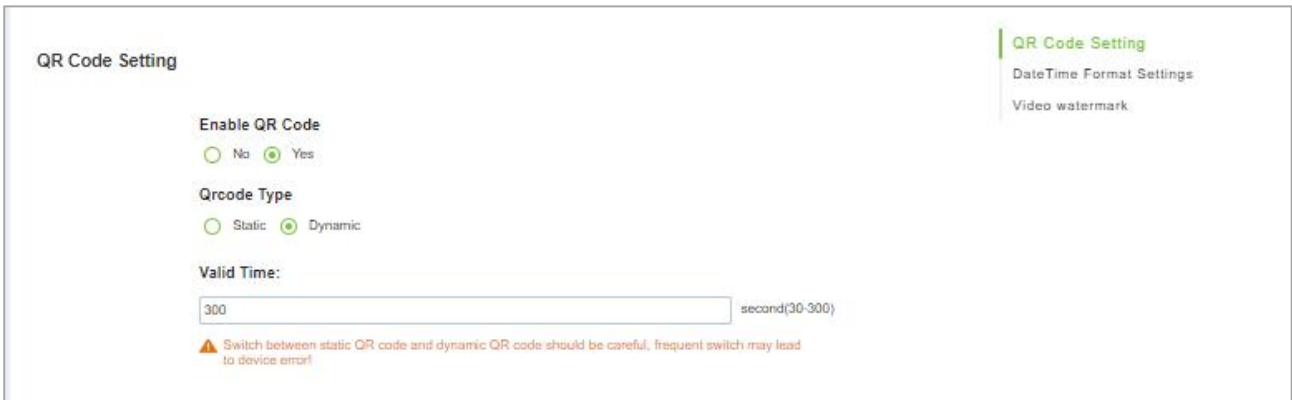 QR Code Setting
Enable QR Code
No Yes
Qrcode Type
Static Dynamic
Valid Time:
300 second(30-300)
Switch between static QR code and dynamic QR code should be careful, frequent switch may lead
to device error!
QR Code Setting
DateTime Format Settings
Video watermark